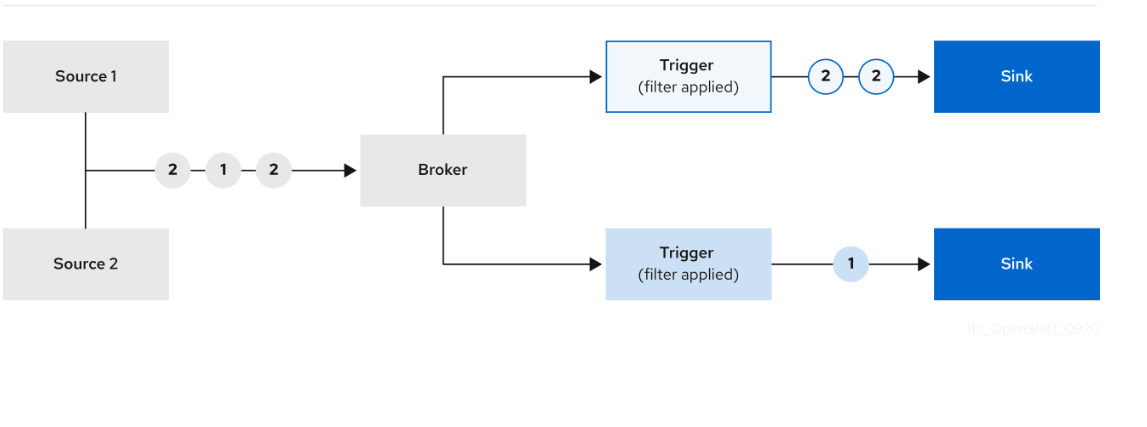 Source 1
Trigger
(filter applied)
2 2
Sink
2 1 2
Broker
Source 2
Trigger
(filter applied)
1
Sink
113_OpenShift_0920